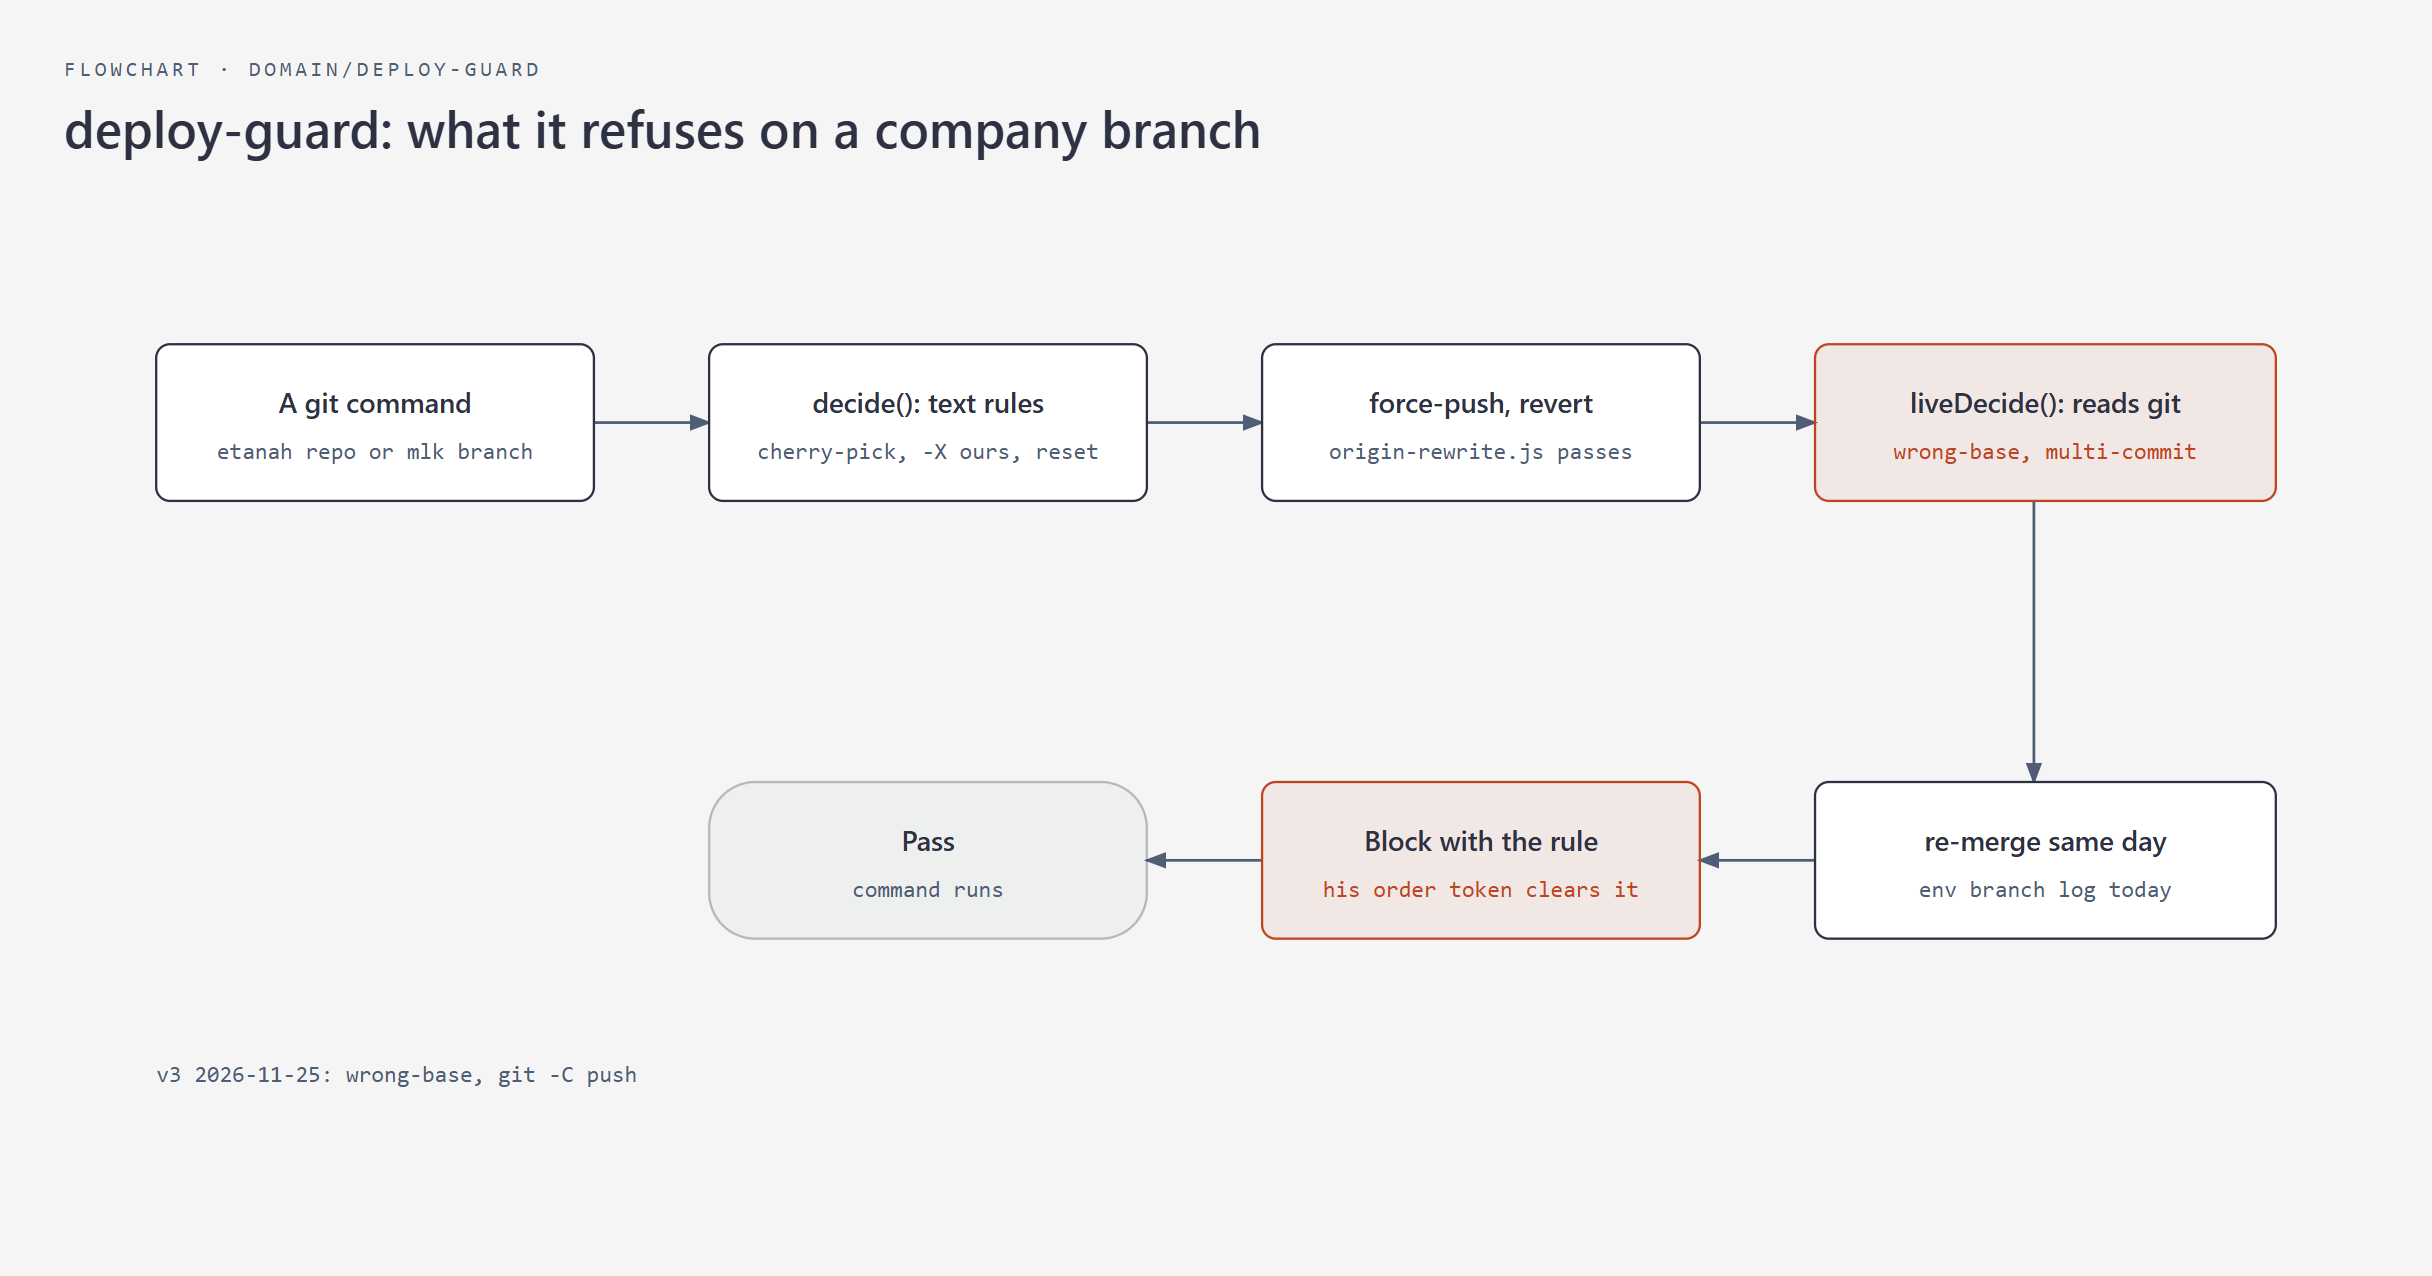 FLOWCHART · DOMAIN/DEPLOY-GUARD
deploy-guard: what it refuses on a company branch
A git command
etanah repo or mlk branch
decide(): text rules
cherry-pick, -X ours, reset
force-push, revert
origin-rewrite.js passes
liveDecide(): reads git
wrong-base, multi-commit
Pass
command runs
Block with the rule
his order token clears it
re-merge same day
env branch log today
v3 2026-11-25: wrong-base, git -C push